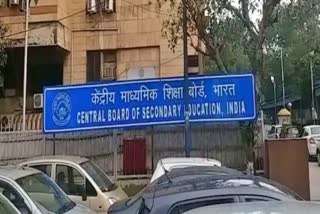 केन्द्रीय माध्यमिक शिक्षा बोर्ड, भारत
CENTRAL BOARD OF SECONDARY EDUCATION, INDIA